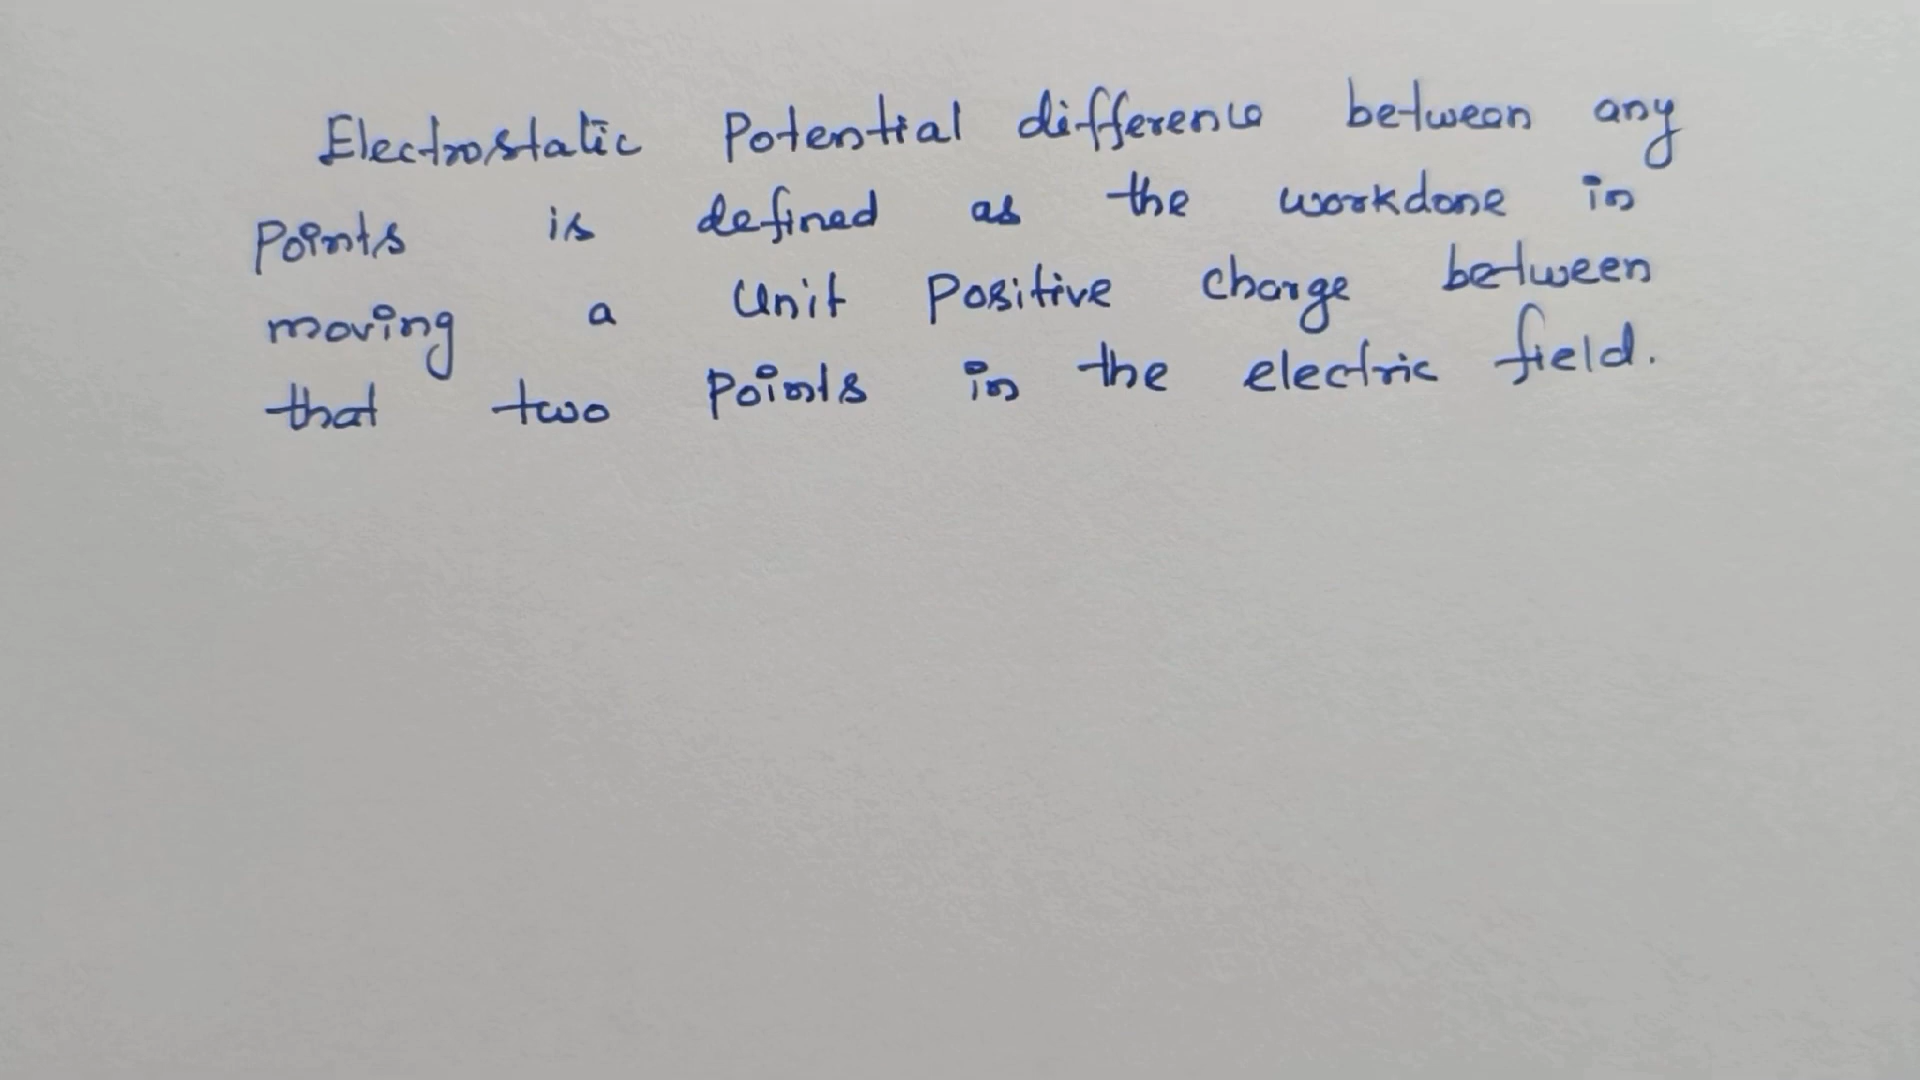 Electrostatic Potential difference between any
Points is defined as the workdone in
moving a Unit Positive charge between
that two Points in the electric field.